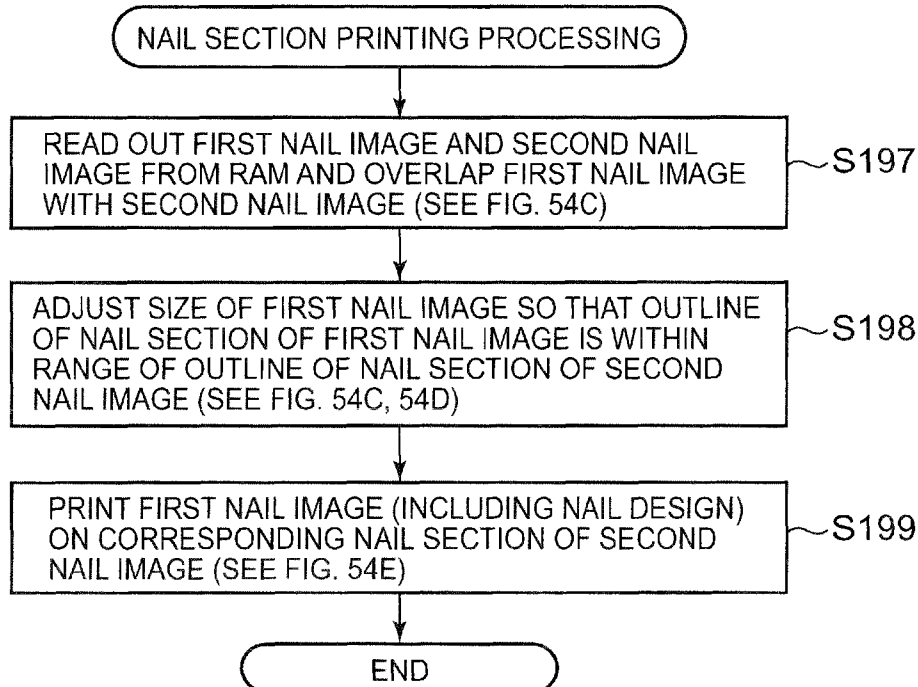 NAIL SECTION PRINTING PROCESSING
READ OUT FIRST NAIL IMAGE AND SECOND NAIL
IMAGE FROM RAM AND OVERLAP FIRST NAIL IMAGE
WITH SECOND NAIL IMAGE (SEE FIG. 54C)
S197
ADJUST SIZE OF FIRST NAIL IMAGE SO THAT OUTLINE
OF NAIL SECTION OF FIRST NAIL IMAGE IS WITHIN
RANGE OF OUTLINE OF NAIL SECTION OF SECOND
NAIL IMAGE (SEE FIG. 54C, 54D)
S198
PRINT FIRST NAIL IMAGE (INCLUDING NAIL DESIGN)
ON CORRESPONDING NAIL SECTION OF SECOND
NAIL IMAGE (SEE FIG. 54E)
S199
END